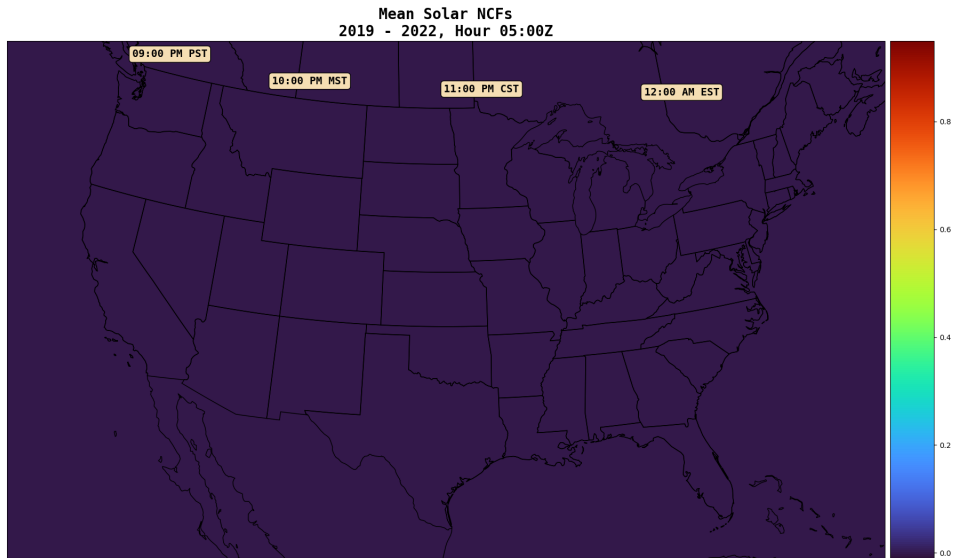 Mean Solar NCFs
2019 - 2022, Hour 05:00Z
09:00 PM PST
10:00 PM MST
11:00 PM CST
12:00 AM EST
0.8
0.6
0.4
0.2
0.0